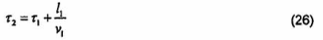 τ₂ = τ₁ + l₁/v₁ (26)